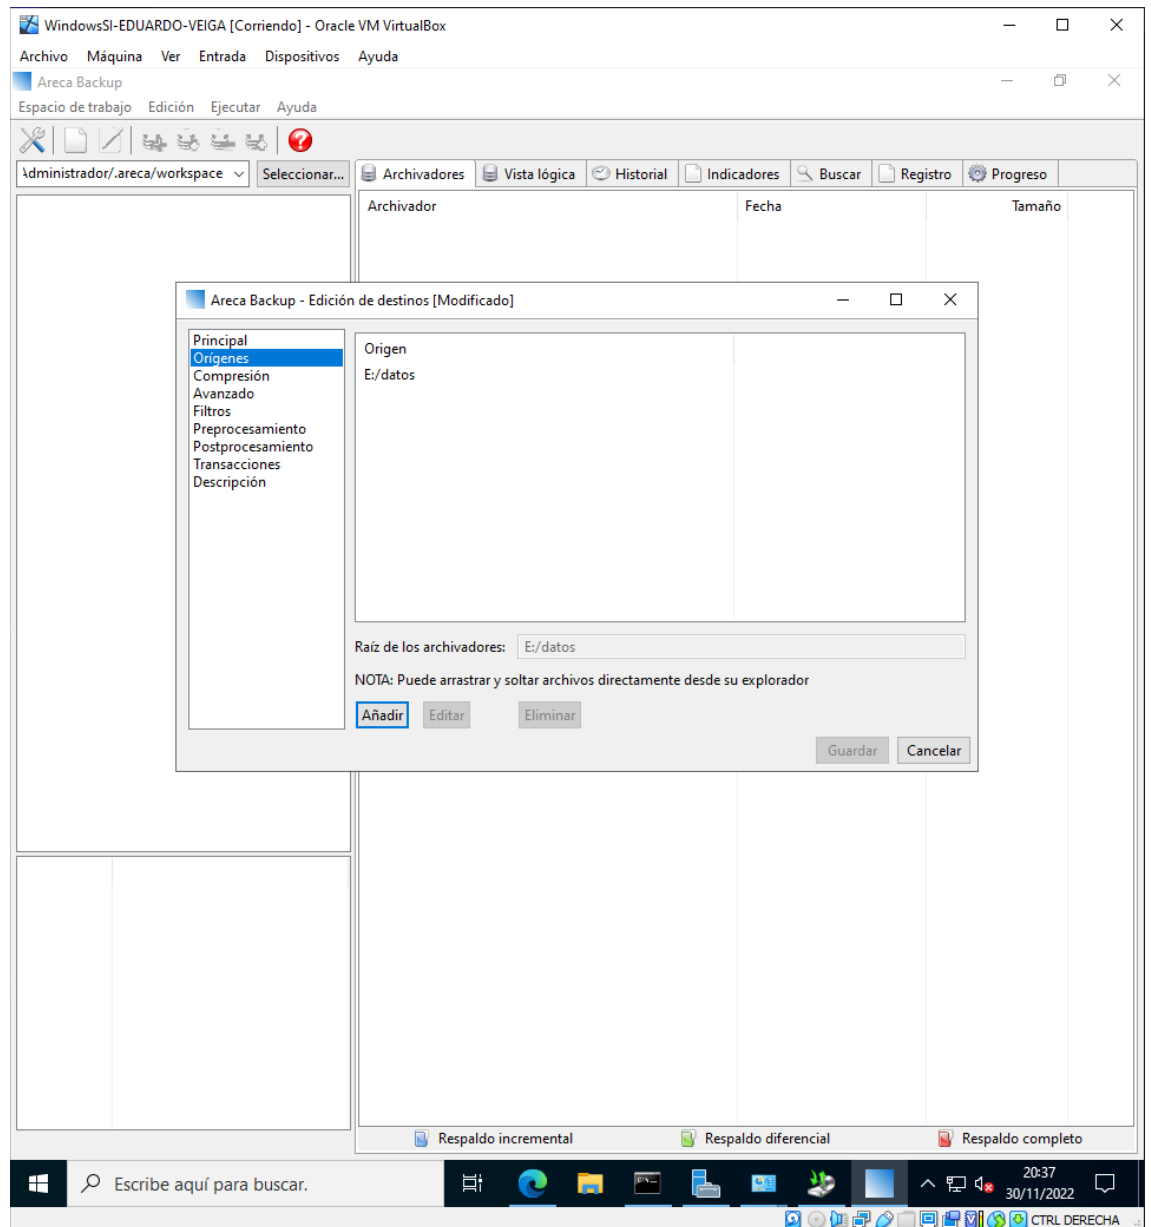 WindowsSI-EDUARDO-VEIGA [Corriendo] - Oracle VM VirtualBox
Archivo Máquina Ver Entrada Dispositivos Ayuda
Areca Backup
Espacio de trabajo Edición Ejecutar Ayuda
Administrador/.areca/workspace Seleccionar... Archivadores Vista lógica Historial Indicadores Buscar Registro Progreso
Archivador Fecha Tamaño
Areca Backup - Edición de destinos [Modificado]
Principal
Orígenes
Compresión
Avanzado
Filtros
Preprocesamiento
Postprocesamiento
Transacciones
Descripción
Origen
E:/datos
Raíz de los archivadores: E:/datos
NOTA: Puede arrastrar y soltar archivos directamente desde su explorador
Añadir Editar Eliminar
Guardar Cancelar
Respaldo incremental Respaldo diferencial Respaldo completo
Escribe aquí para buscar.
20:37
30/11/2022
CTRL DERECHA